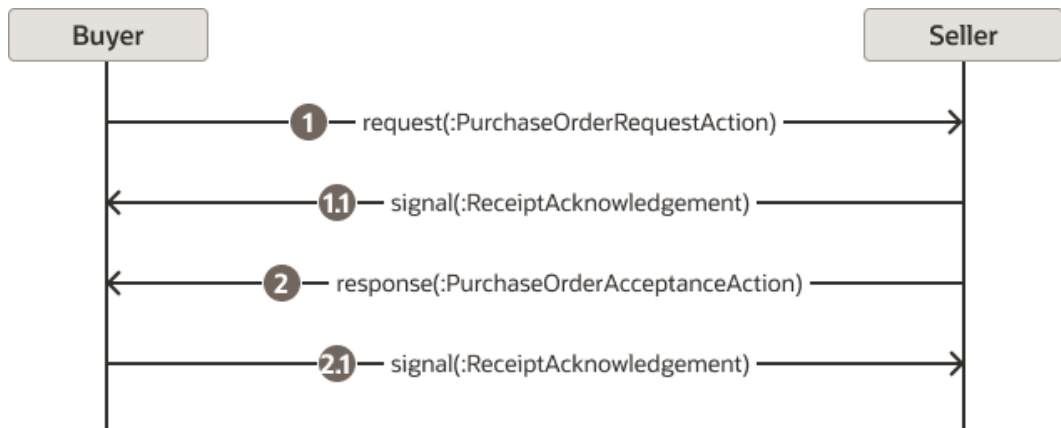 Buyer
Seller
1 request(:PurchaseOrderRequestAction)
1.1 signal(:ReceiptAcknowledgement)
2 response(:PurchaseOrderAcceptanceAction)
2.1 signal(:ReceiptAcknowledgement)